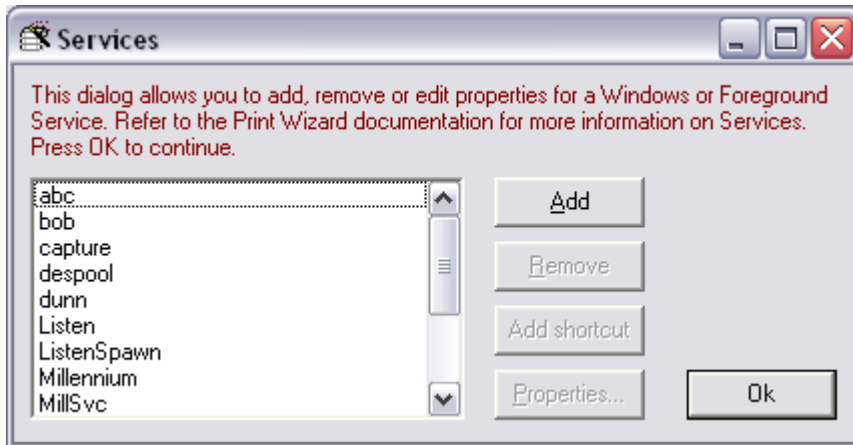 Services
This dialog allows you to add, remove or edit properties for a Windows or Foreground
Service. Refer to the Print Wizard documentation for more information on Services.
Press OK to continue.
abc
bob
capture
despool
dunn
Listen
ListenSpawn
Millennium
MillSvc
Add
Remove
Add shortcut
Properties...
Ok